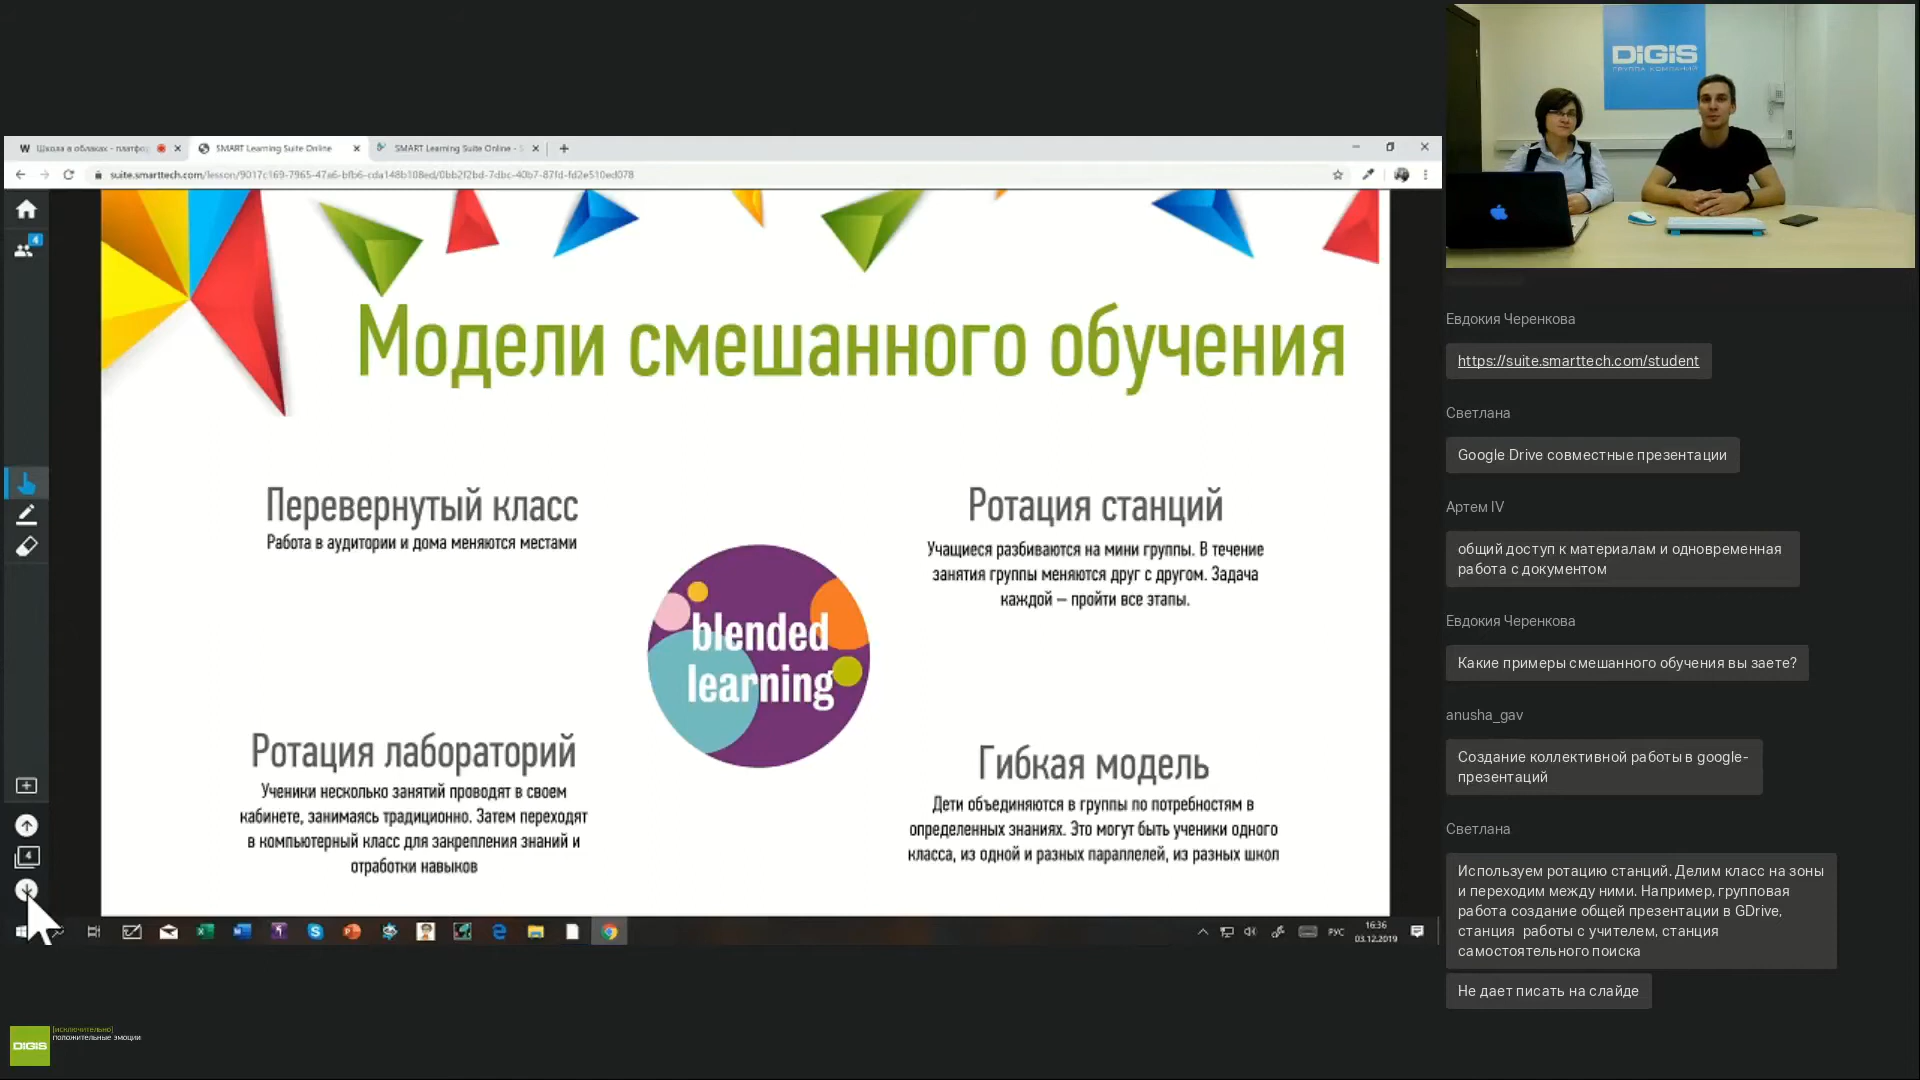 DIGIS
ГРУППА КОМПАНИЙ
Школа в облаках - платфо
SMART Learning Suite Online
SMART Learning Suite Online - S
suite.smarttech.com/lesson/9017c169-7965-47a6-bfb6-cda148b108ed/0bb2f2bd-7dbc-40b7-87fd-fd2e510ed078
4
Модели смешанного обучения
Перевернутый класс
Работа в аудитории и дома меняются местами
Ротация станций
Учащиеся разбиваются на мини группы. В течение
занятия группы меняются друг с другом. Задача
каждой – пройти все этапы.
blended
learning
Ротация лабораторий
Ученики несколько занятий проводят в своем
кабинете, занимаясь традиционно. Затем переходят
в компьютерный класс для закрепления знаний и
отработки навыков
Гибкая модель
Дети объединяются в группы по потребностям в
определенных знаниях. Это могут быть ученики одного
класса, из одной и разных параллелей, из разных школ
4
РУС
16:36
03.12.2019
Евдокия Черенкова
https://suite.smarttech.com/student
Светлана
Google Drive совместные презентации
Артем IV
общий доступ к материалам и одновременная
работа с документом
Евдокия Черенкова
Какие примеры смешанного обучения вы заете?
anusha_gav
Создание коллективной работы в google-
презентаций
Светлана
Используем ротацию станций. Делим класс на зоны
и переходим между ними. Например, групповая
работа создание общей презентации в GDrive,
станция работы с учителем, станция
самостоятельного поиска
Не дает писать на слайде
DIGIS
[исключительно]
положительные эмоции